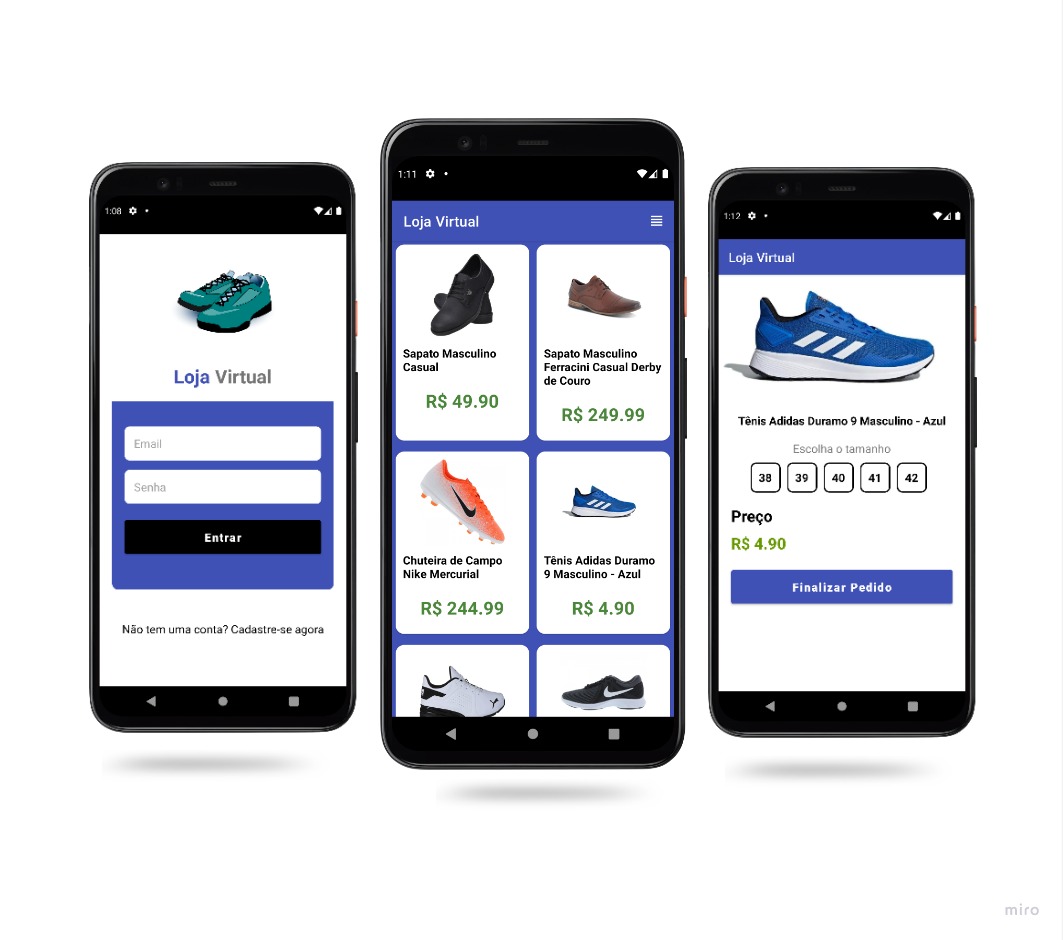 1:08
Loja Virtual
Email
Senha
Entrar
Não tem uma conta? Cadastre-se agora
1:11
Loja Virtual
Sapato Masculino
Casual
R$ 49.90
Sapato Masculino
Ferracini Casual Derby
de Couro
R$ 249.99
Chuteira de Campo
Nike Mercurial
R$ 244.99
Tênis Adidas Duramo
9 Masculino - Azul
R$ 4.90
1:12
Loja Virtual
Tênis Adidas Duramo 9 Masculino - Azul
Escolha o tamanho
38 39 40 41 42
Preço
R$ 4.90
Finalizar Pedido
miro